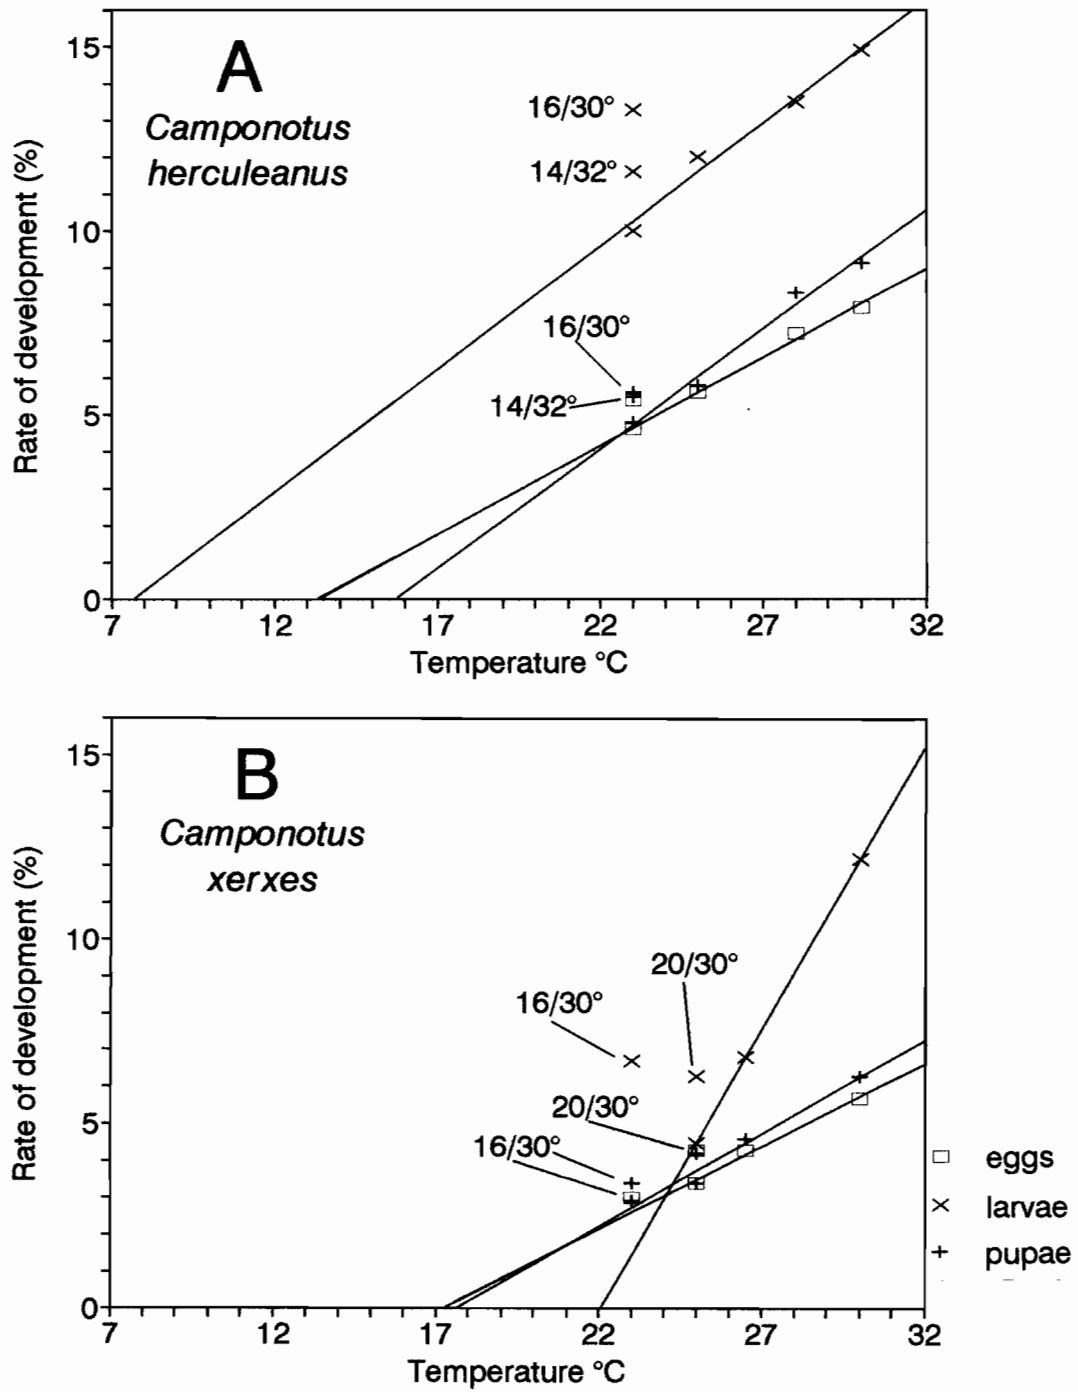 A
Camponotus
herculeanus
Rate of development (%)
15
10
5
0
16/30°
14/32°
16/30°
14/32°
7 12 17 22 27 32
Temperature °C
B
Camponotus
xerxes
Rate of development (%)
15
10
5
0
20/30°
16/30°
20/30°
16/30°
eggs
larvae
pupae
7 12 17 22 27 32
Temperature °C